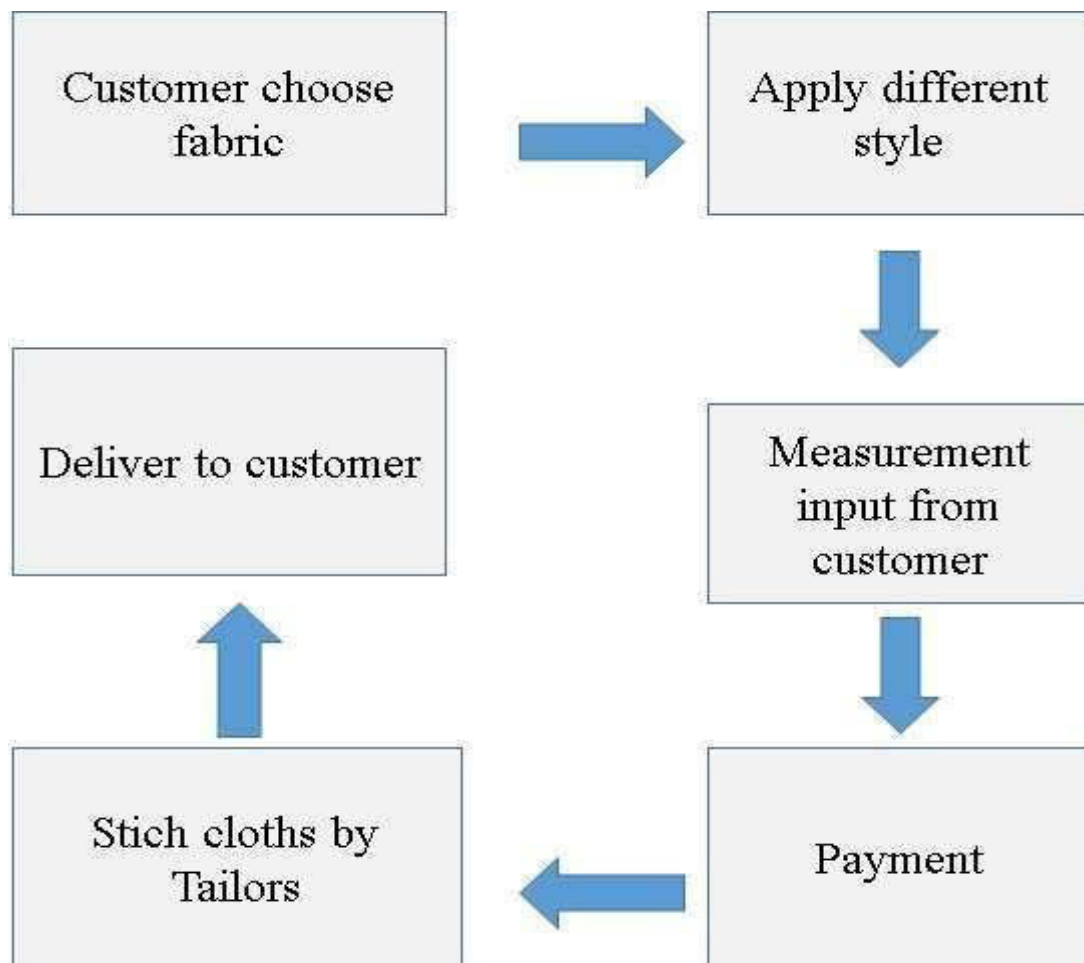 Customer choose
fabric
Apply different
style
Measurement
input from
customer
Payment
Stich cloths by
Tailors
Deliver to customer